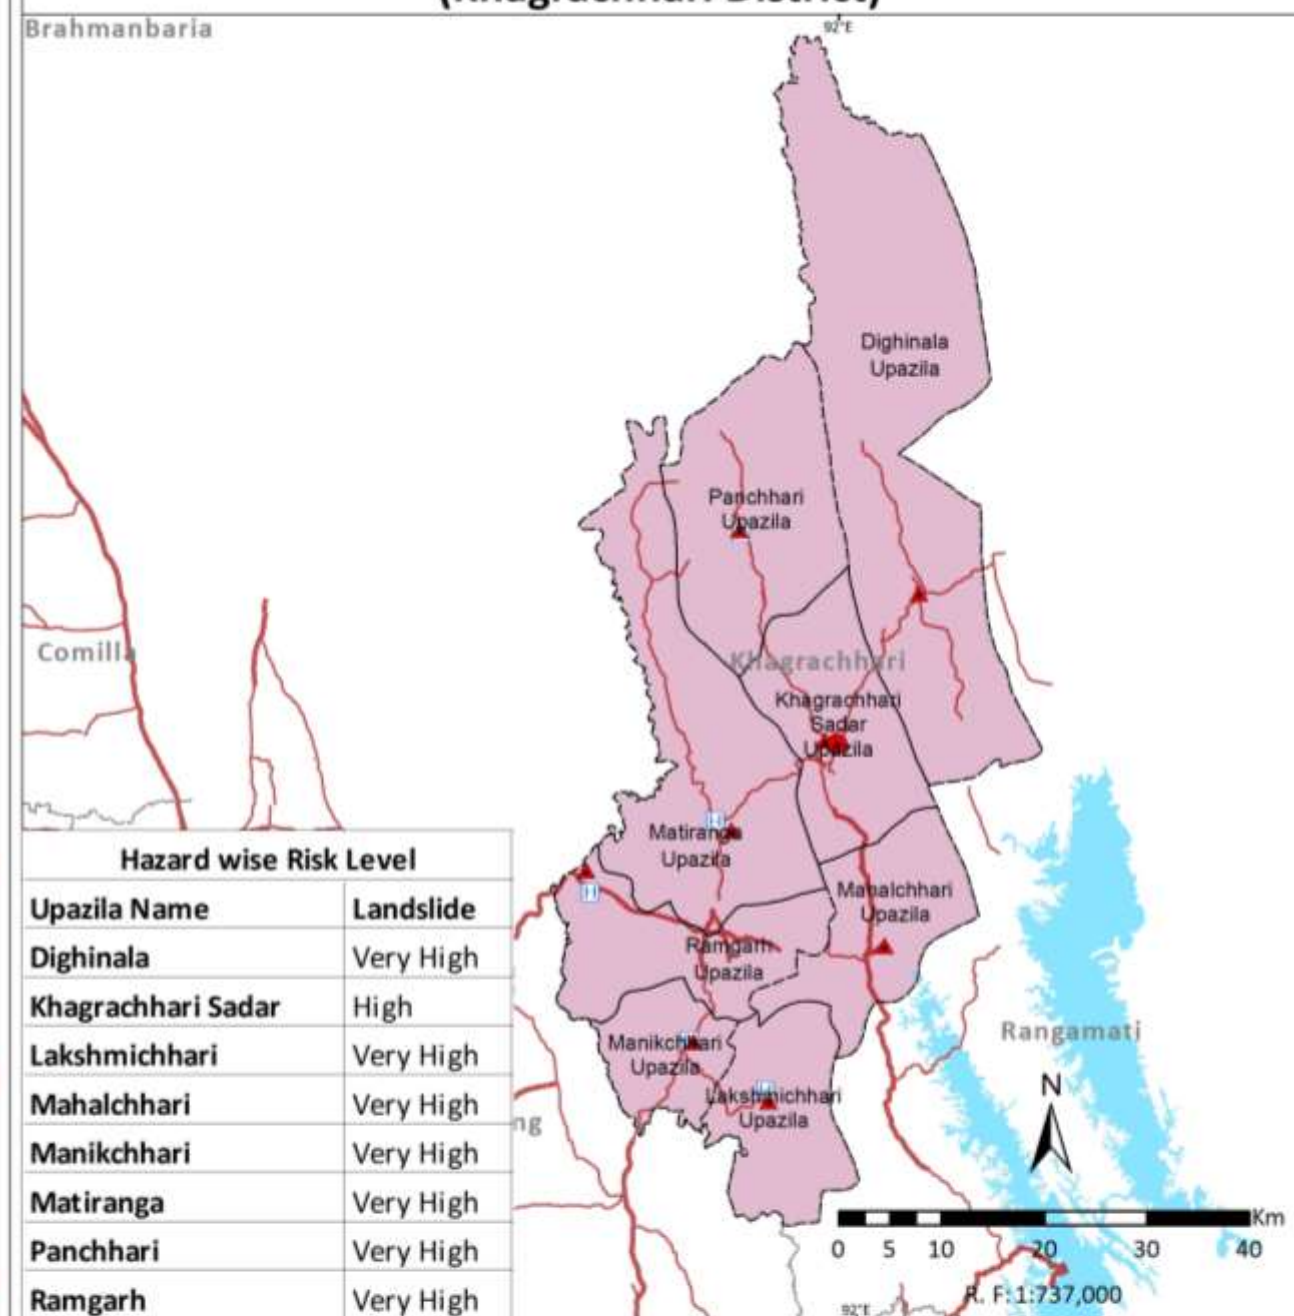 (Khagrachhari District)
Brahmanbaria
92°E
Dighinala
Upazila
Panchhari
Upazila
Comilla
Khagrachhari
Khagrachhari
Sadar
Upazila
Matiranga
Upazila
Mahalchhari
Upazila
Ramgarh
Upazila
Manikchhari
Upazila
Lakshmichhari
Upazila
Rangamati
ng
N
Km
0 5 10 20 30 40
R. F: 1:737,000
92°E
Hazard wise Risk Level
Upazila Name Landslide
Dighinala Very High
Khagrachhari Sadar High
Lakshmichhari Very High
Mahalchhari Very High
Manikchhari Very High
Matiranga Very High
Panchhari Very High
Ramgarh Very High